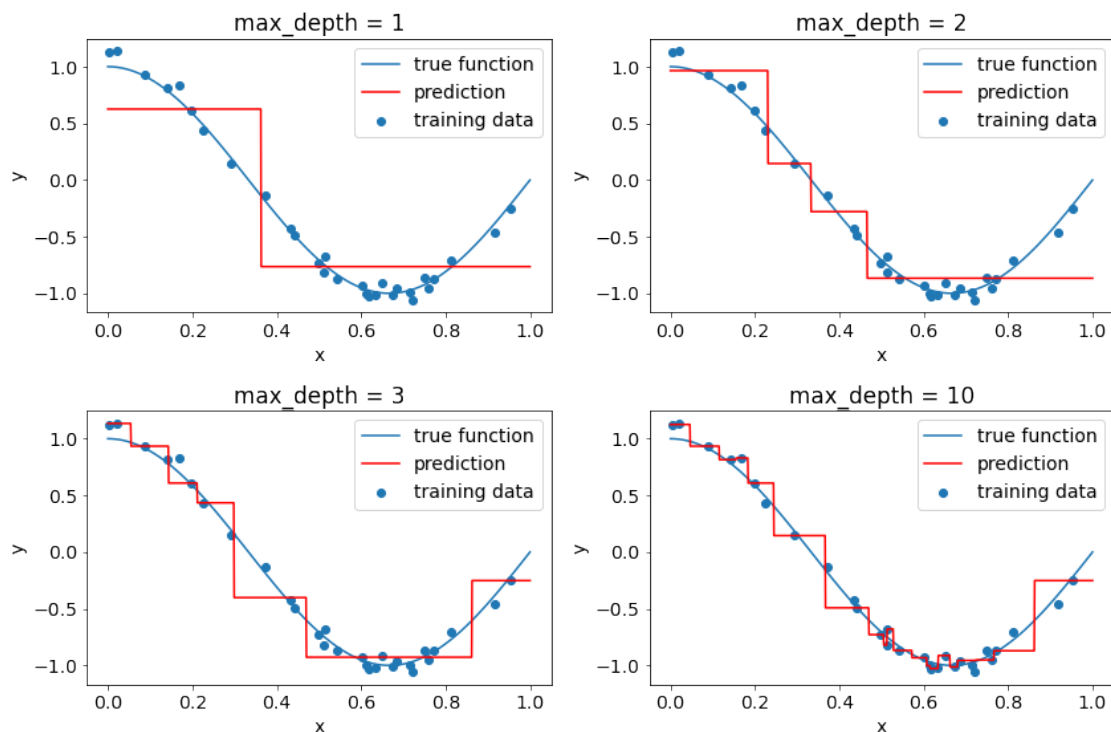 max_depth = 1
1.0
0.5
0.0
−0.5
−1.0
y
true function
prediction
training data
0.0 0.2 0.4 0.6 0.8 1.0
x
max_depth = 2
1.0
0.5
0.0
−0.5
−1.0
y
true function
prediction
training data
0.0 0.2 0.4 0.6 0.8 1.0
x
max_depth = 3
1.0
0.5
0.0
−0.5
−1.0
y
true function
prediction
training data
0.0 0.2 0.4 0.6 0.8 1.0
x
max_depth = 10
1.0
0.5
0.0
−0.5
−1.0
y
true function
prediction
training data
0.0 0.2 0.4 0.6 0.8 1.0
x